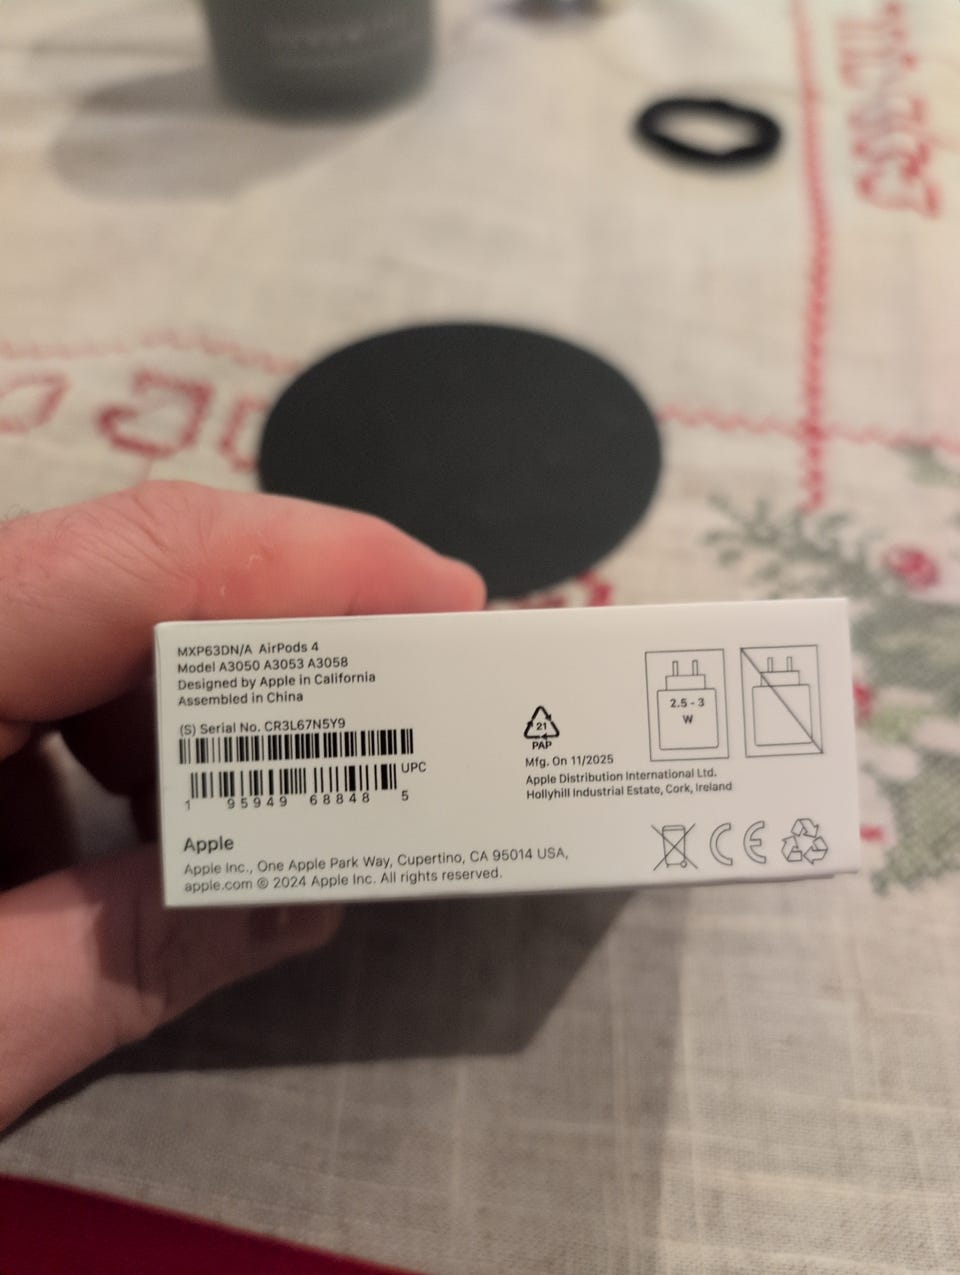 MXP63DN/A AirPods 4
Model A3050 A3053 A3058
Designed by Apple in California
Assembled in China
(S) Serial No. CR3L67N5Y9
UPC
1 95949 68848 5
Apple
Apple Inc., One Apple Park Way, Cupertino, CA 95014 USA,
apple.com © 2024 Apple Inc. All rights reserved.
21
PAP
Mfg. On 11/2025
Apple Distribution International Ltd.
Hollyhill Industrial Estate, Cork, Ireland
2.5 - 3
W
CE